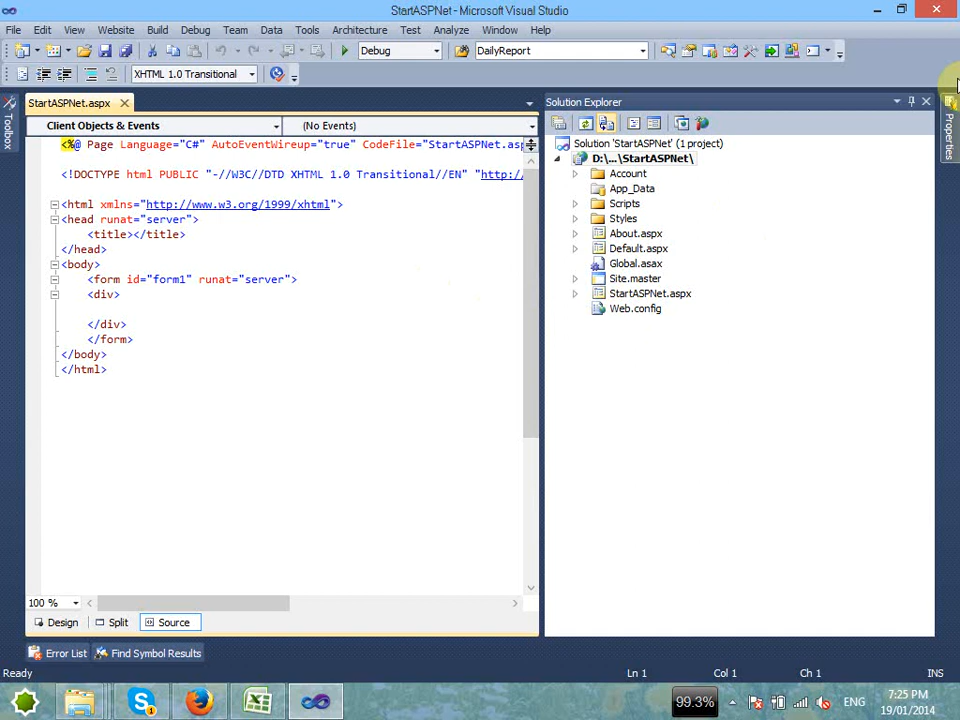 StartASPNet - Microsoft Visual Studio
File Edit View Website Build Debug Team Data Tools Architecture Test Analyze Window Help
Debug DailyReport
XHTML 1.0 Transitional
Toolbox
StartASPNet.aspx
Client Objects & Events (No Events)
<%@ Page Language="C#" AutoEventWireup="true" CodeFile="StartASPNet.asp
<!DOCTYPE html PUBLIC "-//W3C//DTD XHTML 1.0 Transitional//EN" "http:/
<html xmlns="http://www.w3.org/1999/xhtml">
<head runat="server">
<title></title>
</head>
<body>
<form id="form1" runat="server">
<div>
</div>
</form>
</body>
</html>
100 %
Design Split Source
Solution Explorer
Solution 'StartASPNet' (1 project)
D:\...\StartASPNet\
Account
App_Data
Scripts
Styles
About.aspx
Default.aspx
Global.asax
Site.master
StartASPNet.aspx
Web.config
Properties
Error List Find Symbol Results
Ready Ln 1 Col 1 Ch 1 INS
99.3% ENG 7:25 PM
19/01/2014